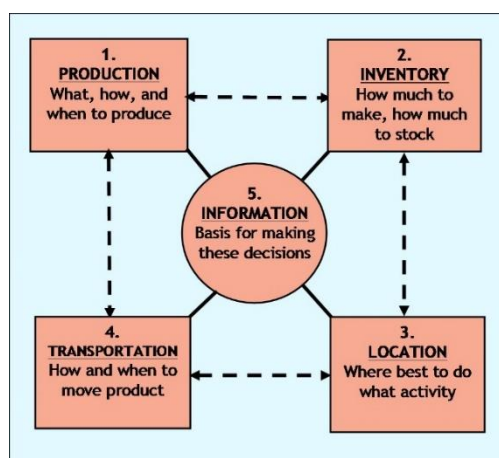 1.
PRODUCTION
What, how, and
when to produce
2.
INVENTORY
How much to
make, how much
to stock
5.
INFORMATION
Basis for making
these decisions
4.
TRANSPORTATION
How and when to
move product
3.
LOCATION
Where best to do
what activity